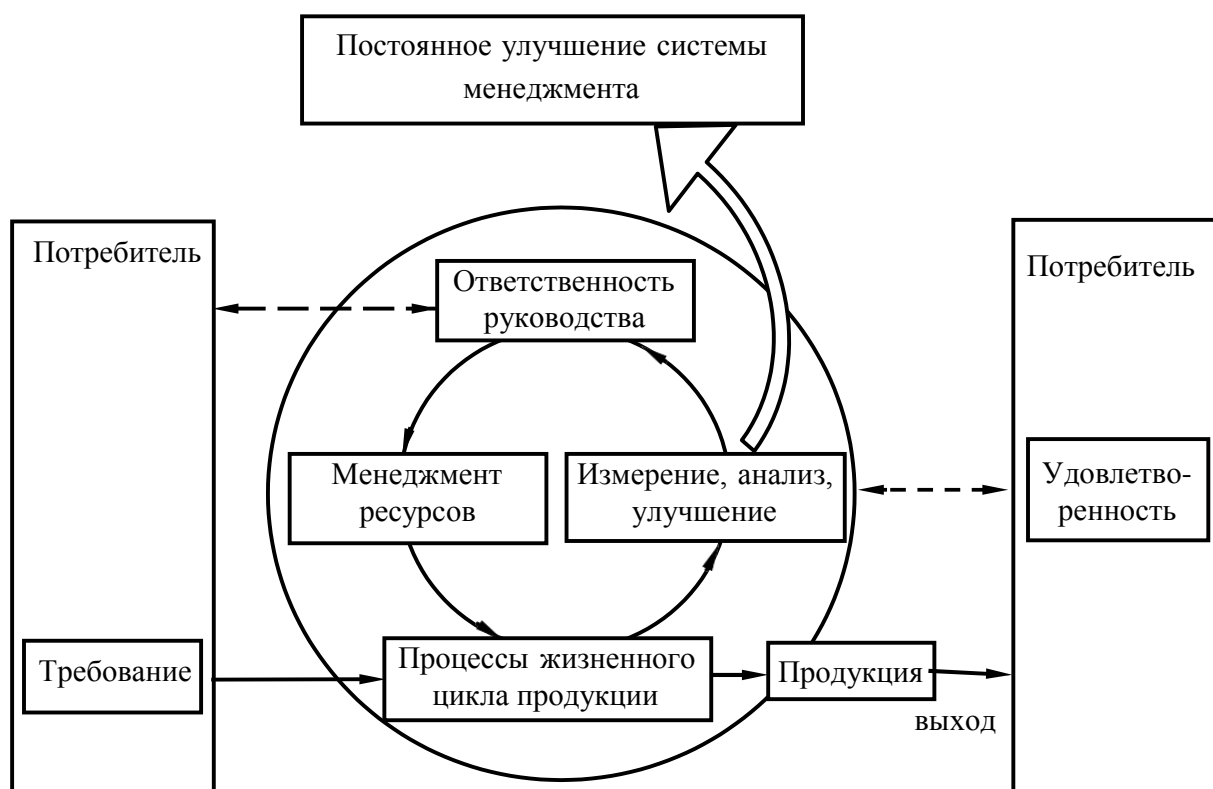 Постоянное улучшение системы
менеджмента
Потребитель
Потребитель
Ответственность
руководства
Менеджмент
ресурсов
Измерение, анализ,
улучшение
Удовлетво-
ренность
Требование
Процессы жизненного
цикла продукции
Продукция
выход